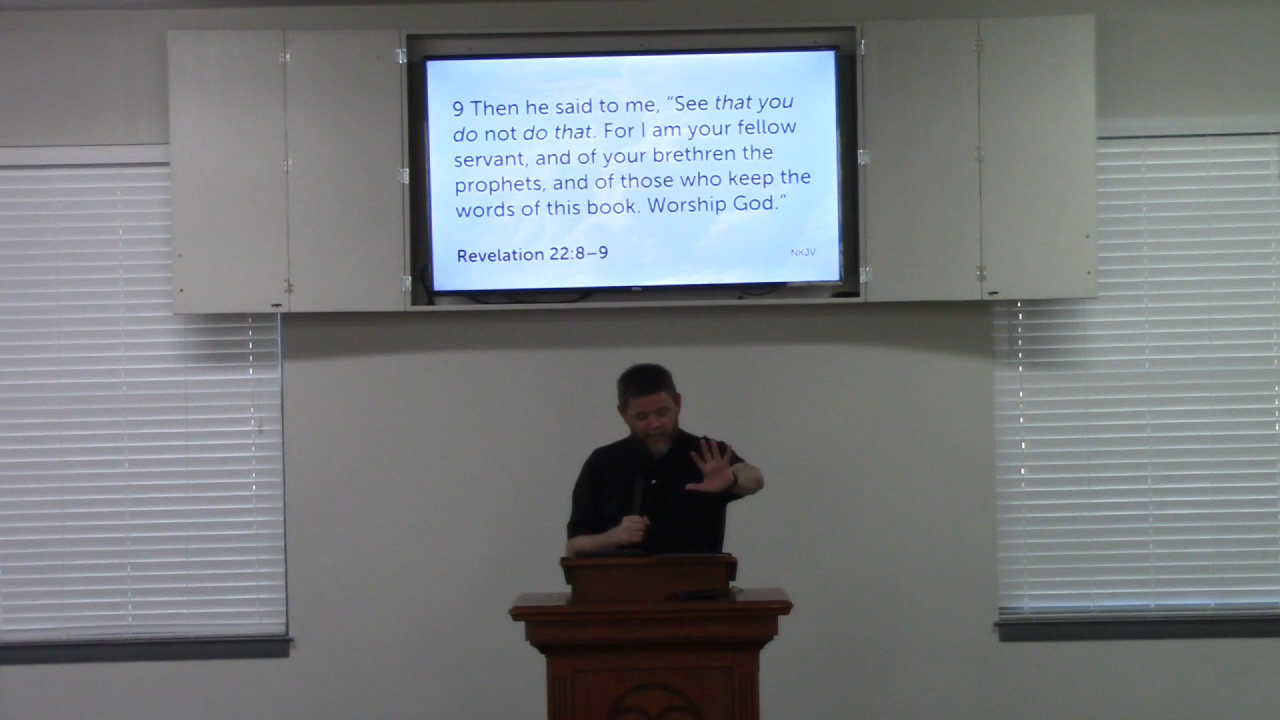 9 Then he said to me, “See that you
do not do that. For I am your fellow
servant, and of your brethren the
prophets, and of those who keep the
words of this book. Worship God.”
Revelation 22:8–9
NKJV